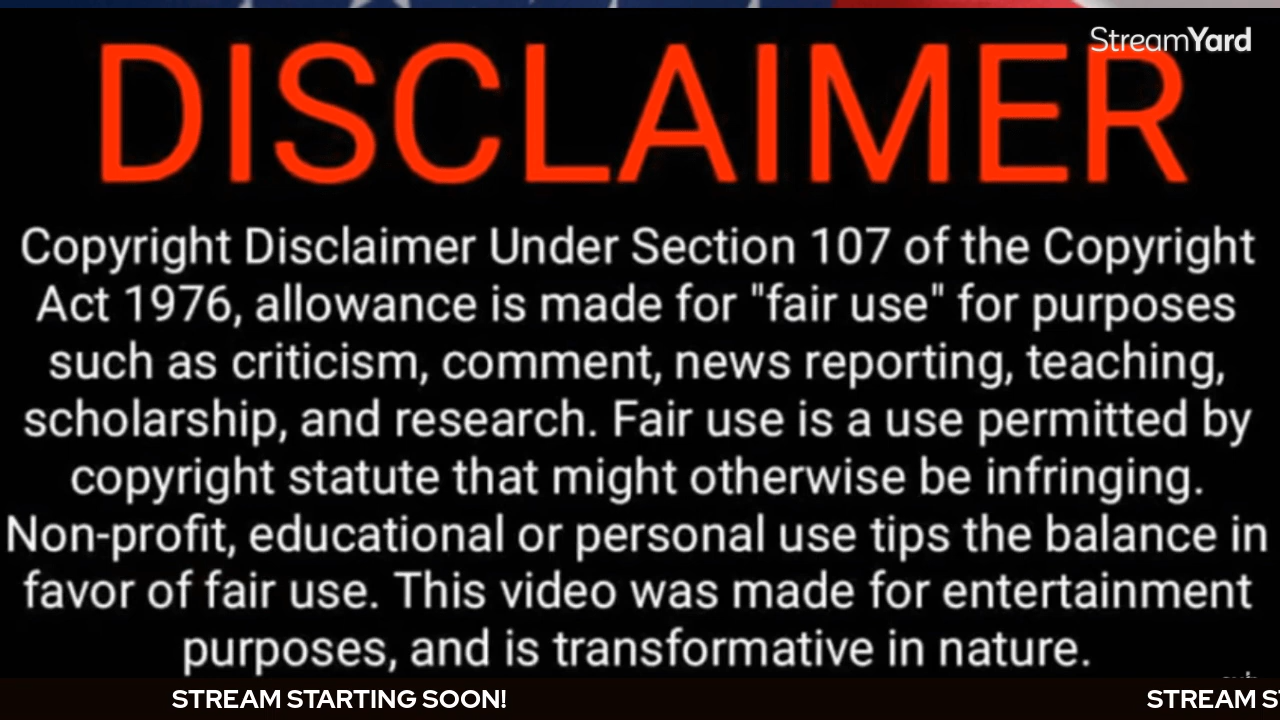 StreamYard
DISCLAIMER
Copyright Disclaimer Under Section 107 of the Copyright
Act 1976, allowance is made for "fair use" for purposes
such as criticism, comment, news reporting, teaching,
scholarship, and research. Fair use is a use permitted by
copyright statute that might otherwise be infringing.
Non-profit, educational or personal use tips the balance in
favor of fair use. This video was made for entertainment
purposes, and is transformative in nature.
STREAM STARTING SOON! STREAM